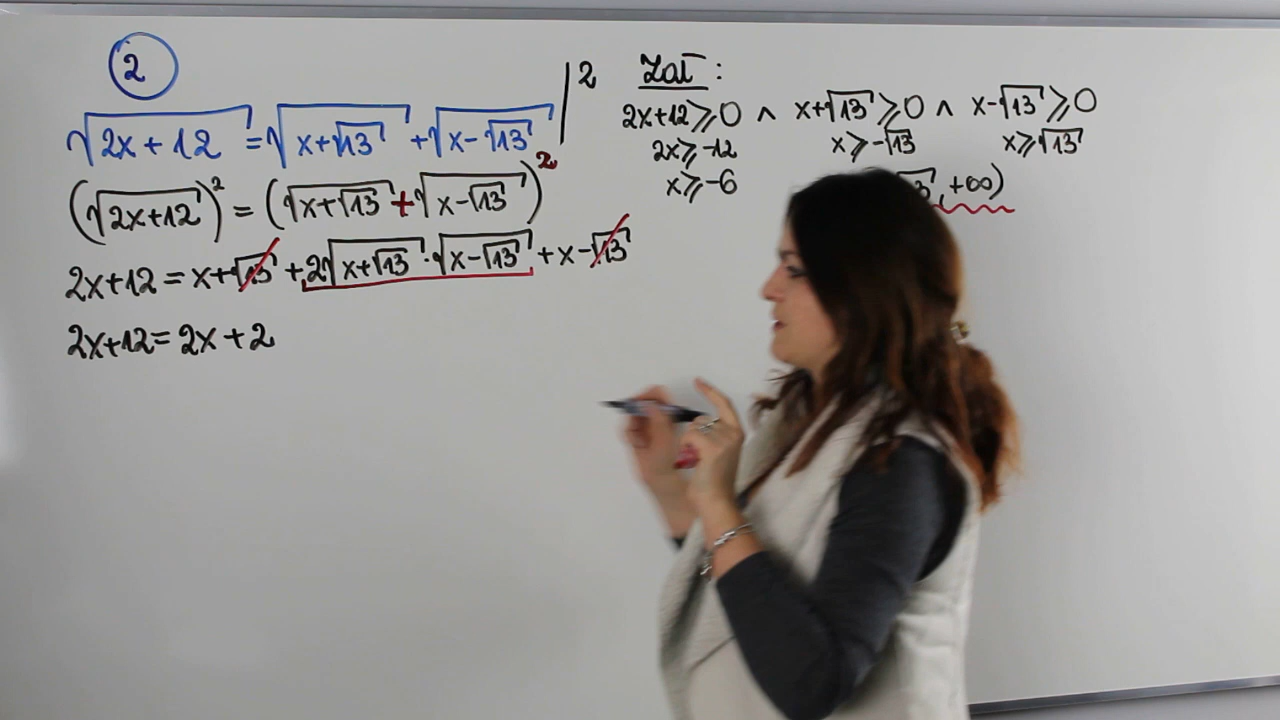 2
√(2x+12) = √(x+√13) + √(x-√13) |²
(√(2x+12))² = (√(x+√13) + √(x-√13))²
2x+12 = x+√13 + 2√(x+√13)·√(x-√13) + x-√13
2x+12 = 2x+2
Zał:
2x+12⩾0 ∧ x+√13⩾0 ∧ x-√13⩾0
2x⩾-12 x⩾-√13 x⩾√13
x⩾-6 ,+∞)